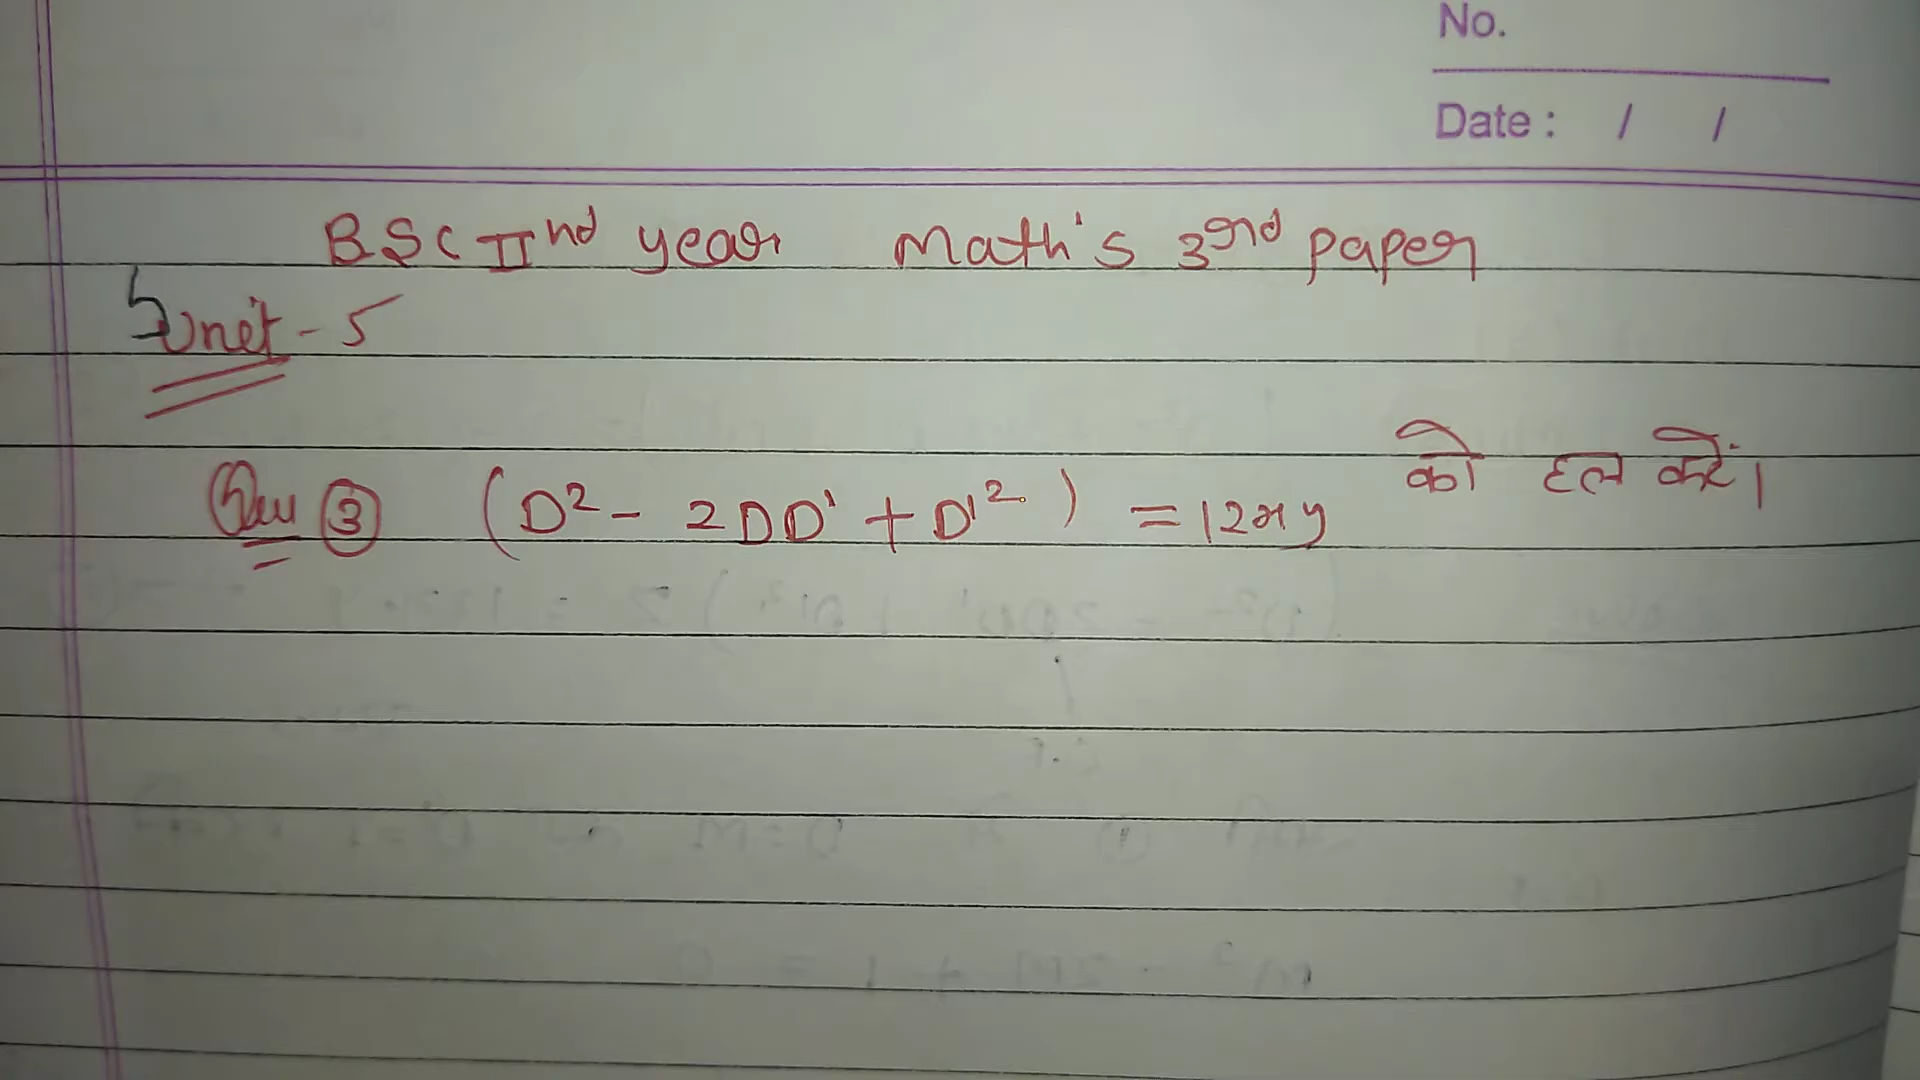 No.
Date : / /
BSC IInd year Math's 3rd paper
Unit - 5
Que ③ (D² - 2DD' + D'²) = 12xy को हल करें।